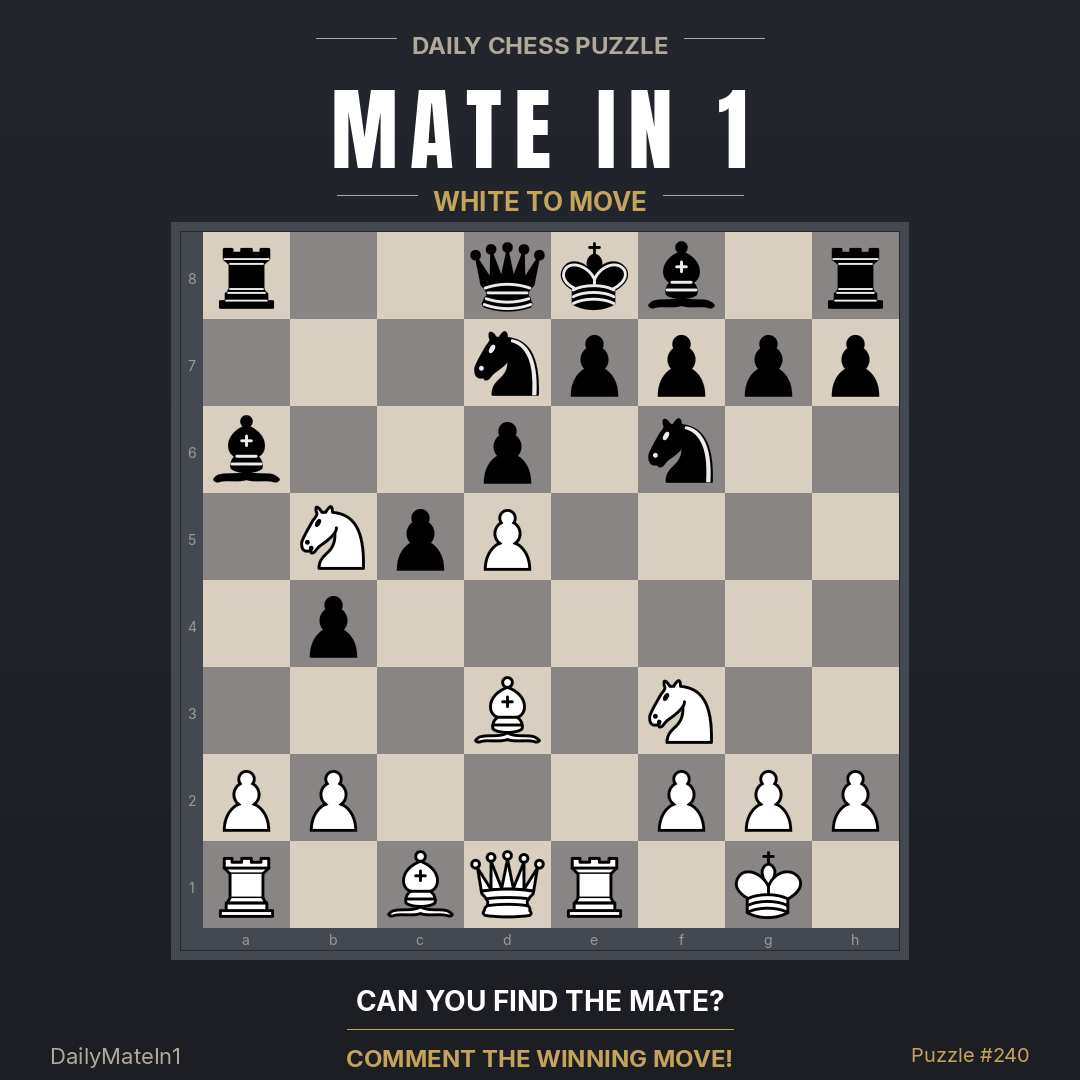 DAILY CHESS PUZZLE
MATE IN 1
WHITE TO MOVE
8
7
6
5
4
3
2
1
a b c d e f g h
CAN YOU FIND THE MATE?
DailyMateIn1
COMMENT THE WINNING MOVE!
Puzzle #240